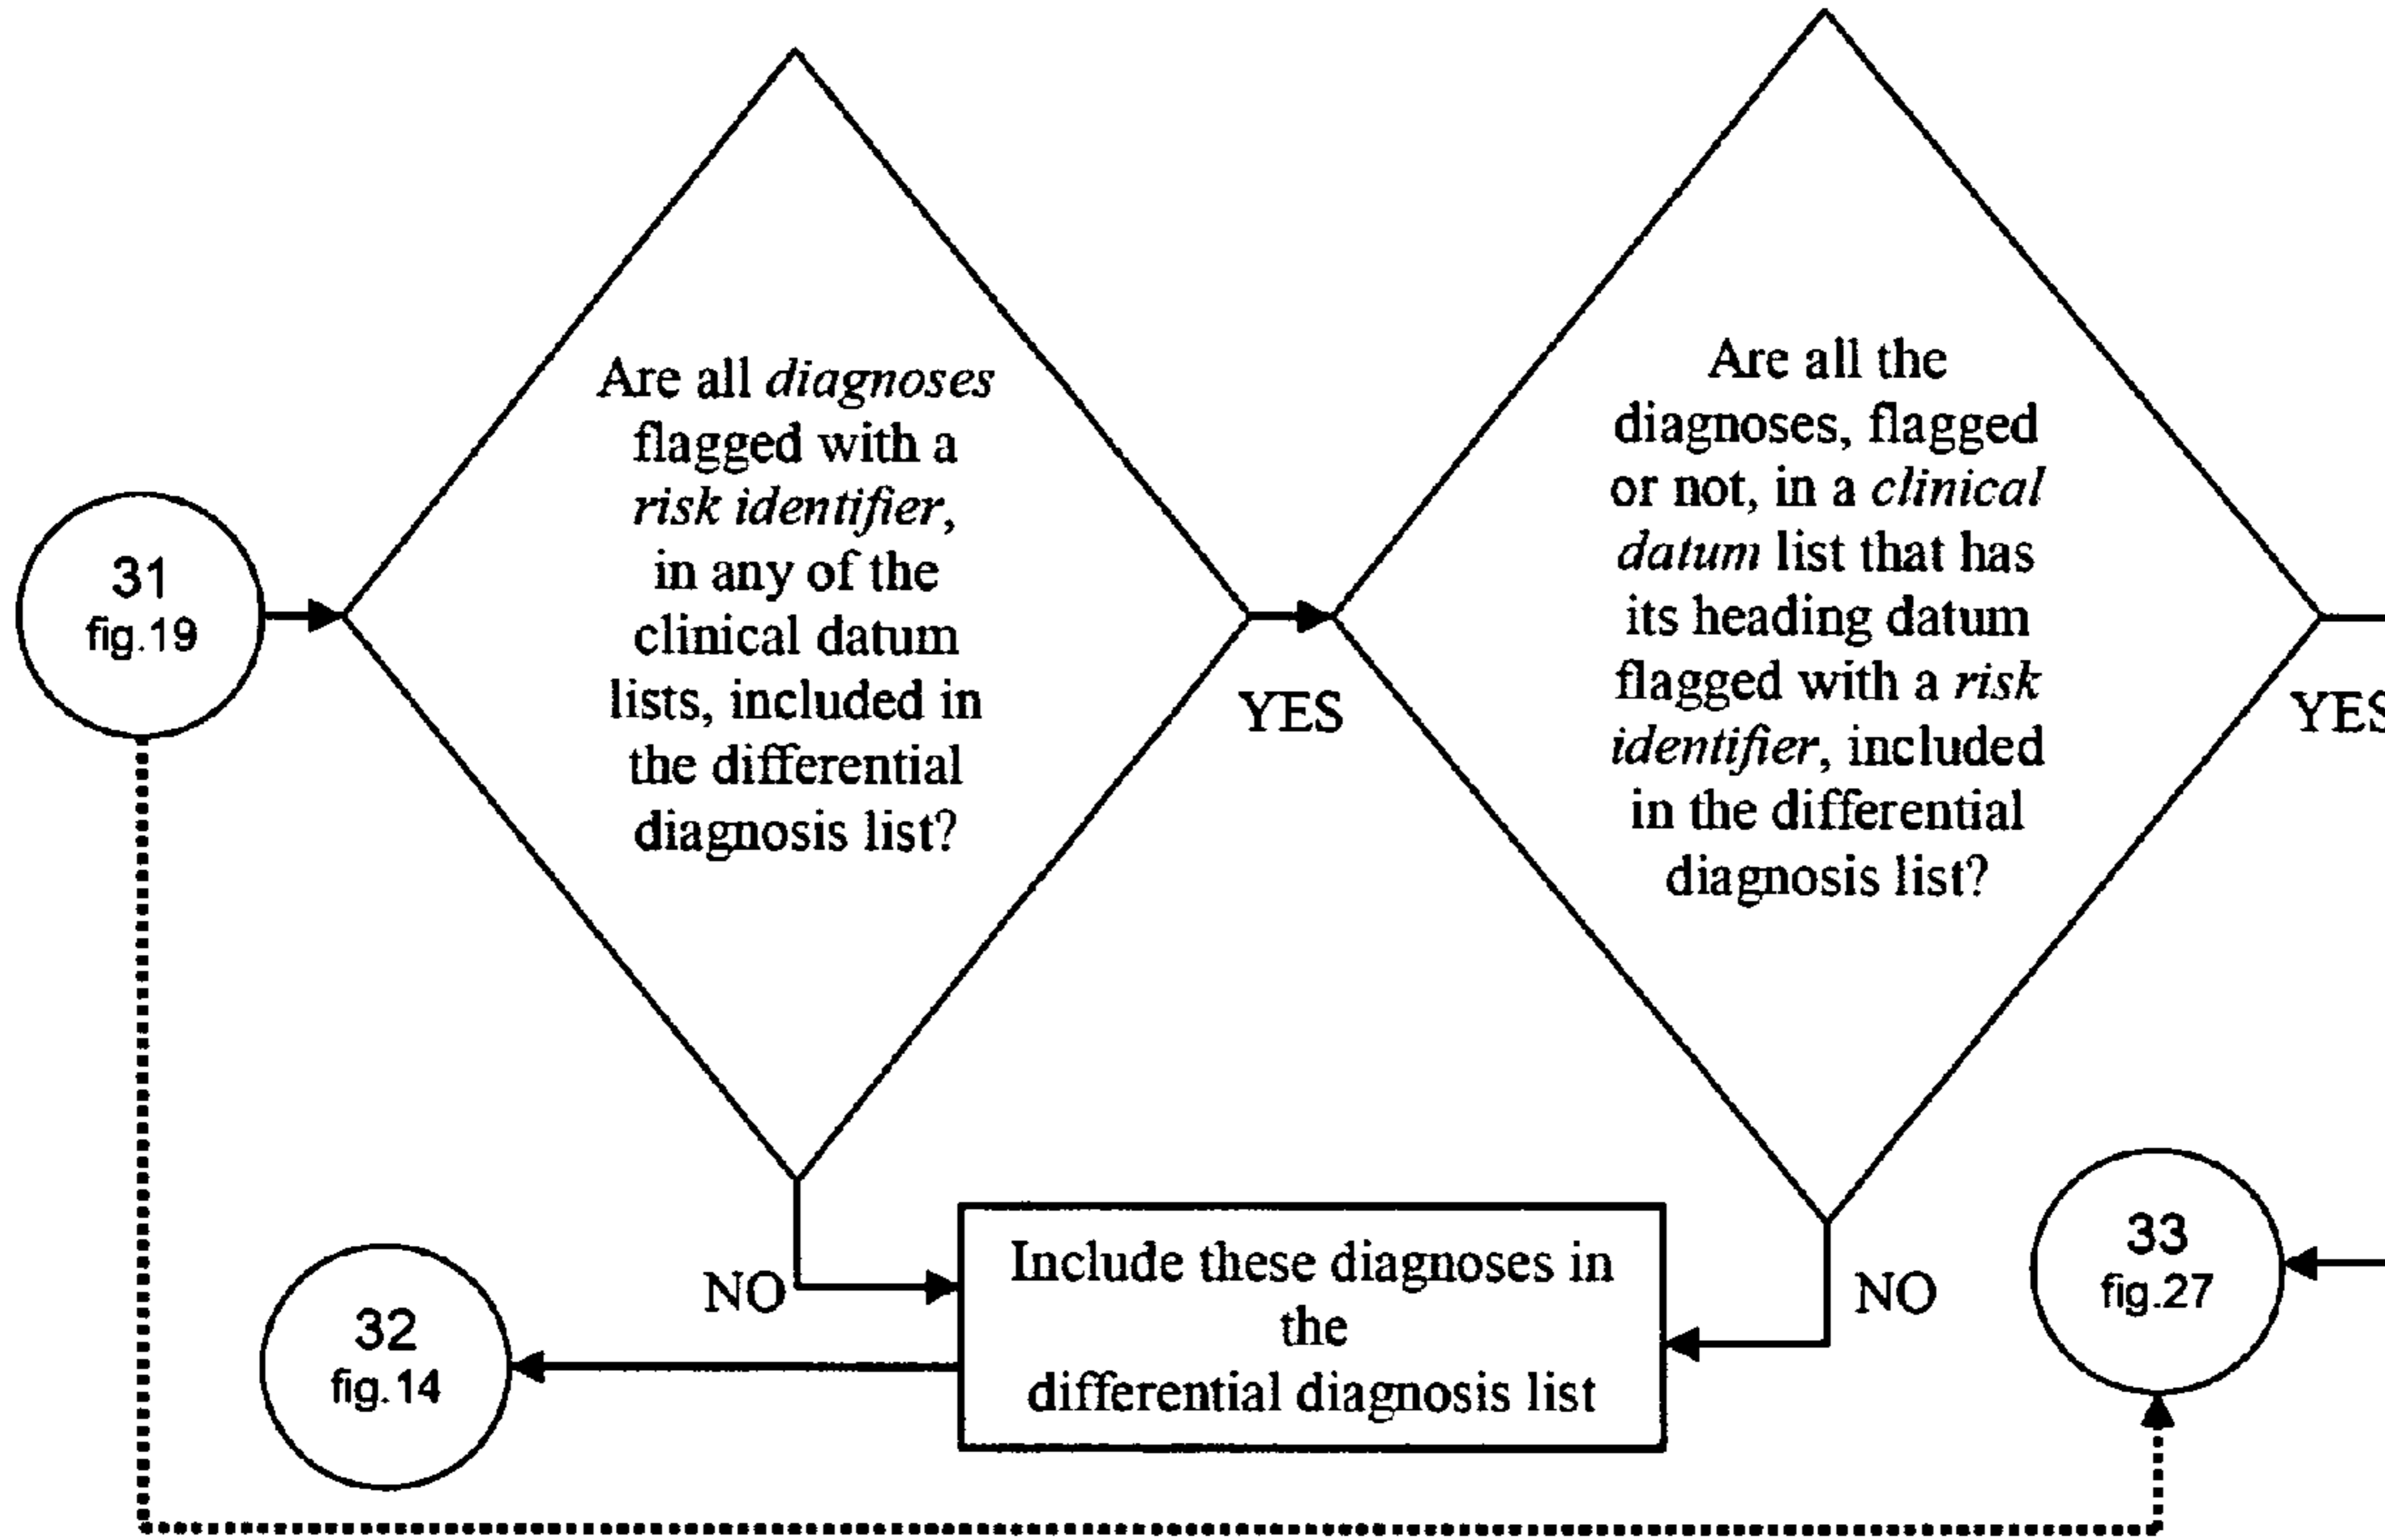 31
fig.19
Are all diagnoses
flagged with a
risk identifier,
in any of the
clinical datum
lists, included in
the differential
diagnosis list?
YES
Are all the
diagnoses, flagged
or not, in a clinical
datum list that has
its heading datum
flagged with a risk
identifier, included
in the differential
diagnosis list?
YES
NO
Include these diagnoses in
the
differential diagnosis list
NO
32
fig.14
33
fig.27